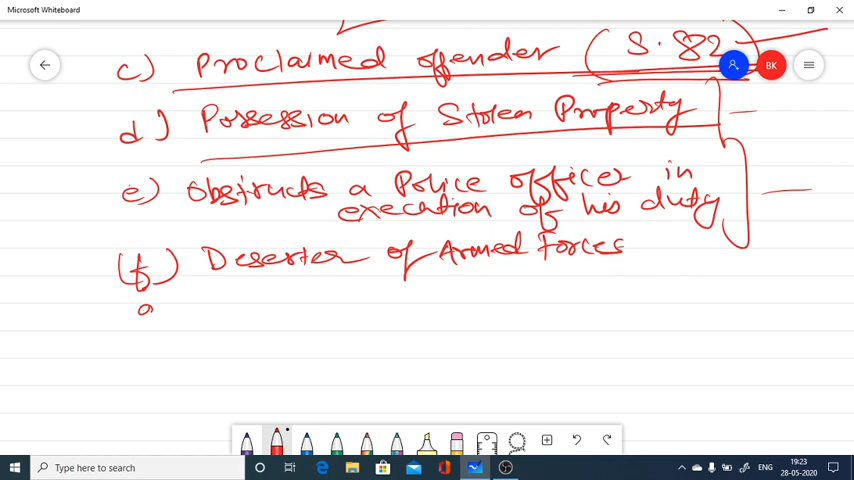 Microsoft Whiteboard
c) Proclaimed offender (S.82)
BK
d) Possession of Stolen Property
e) Obstructs a Police officer in
execution of his duty
(f) Deserter of Armed Forces
Type here to search
ENG
19:23
28-05-2020